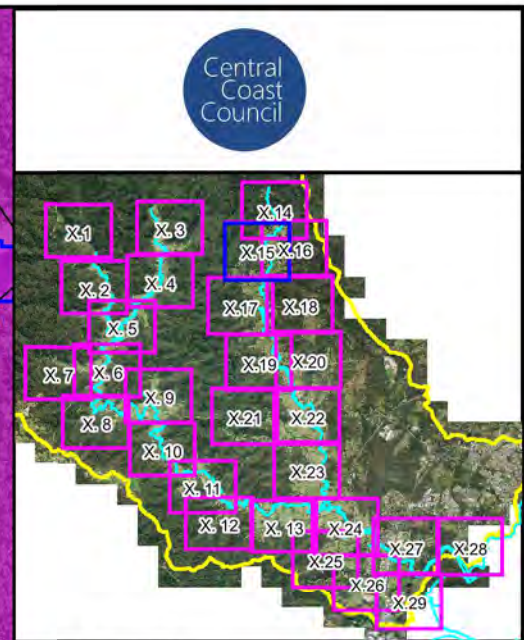 Central
Coast
Council
X.14
X.1
X. 3
X.15
X.16
X. 2
X. 4
X.17
X.18
X. 5
X.19
X.20
X. 7
X. 6
X. 9
X.21
X.22
X. 8
X. 10
X.23
X. 11
X. 12
X. 13
X.24
X.27
X.28
X.25
X.26
X.29